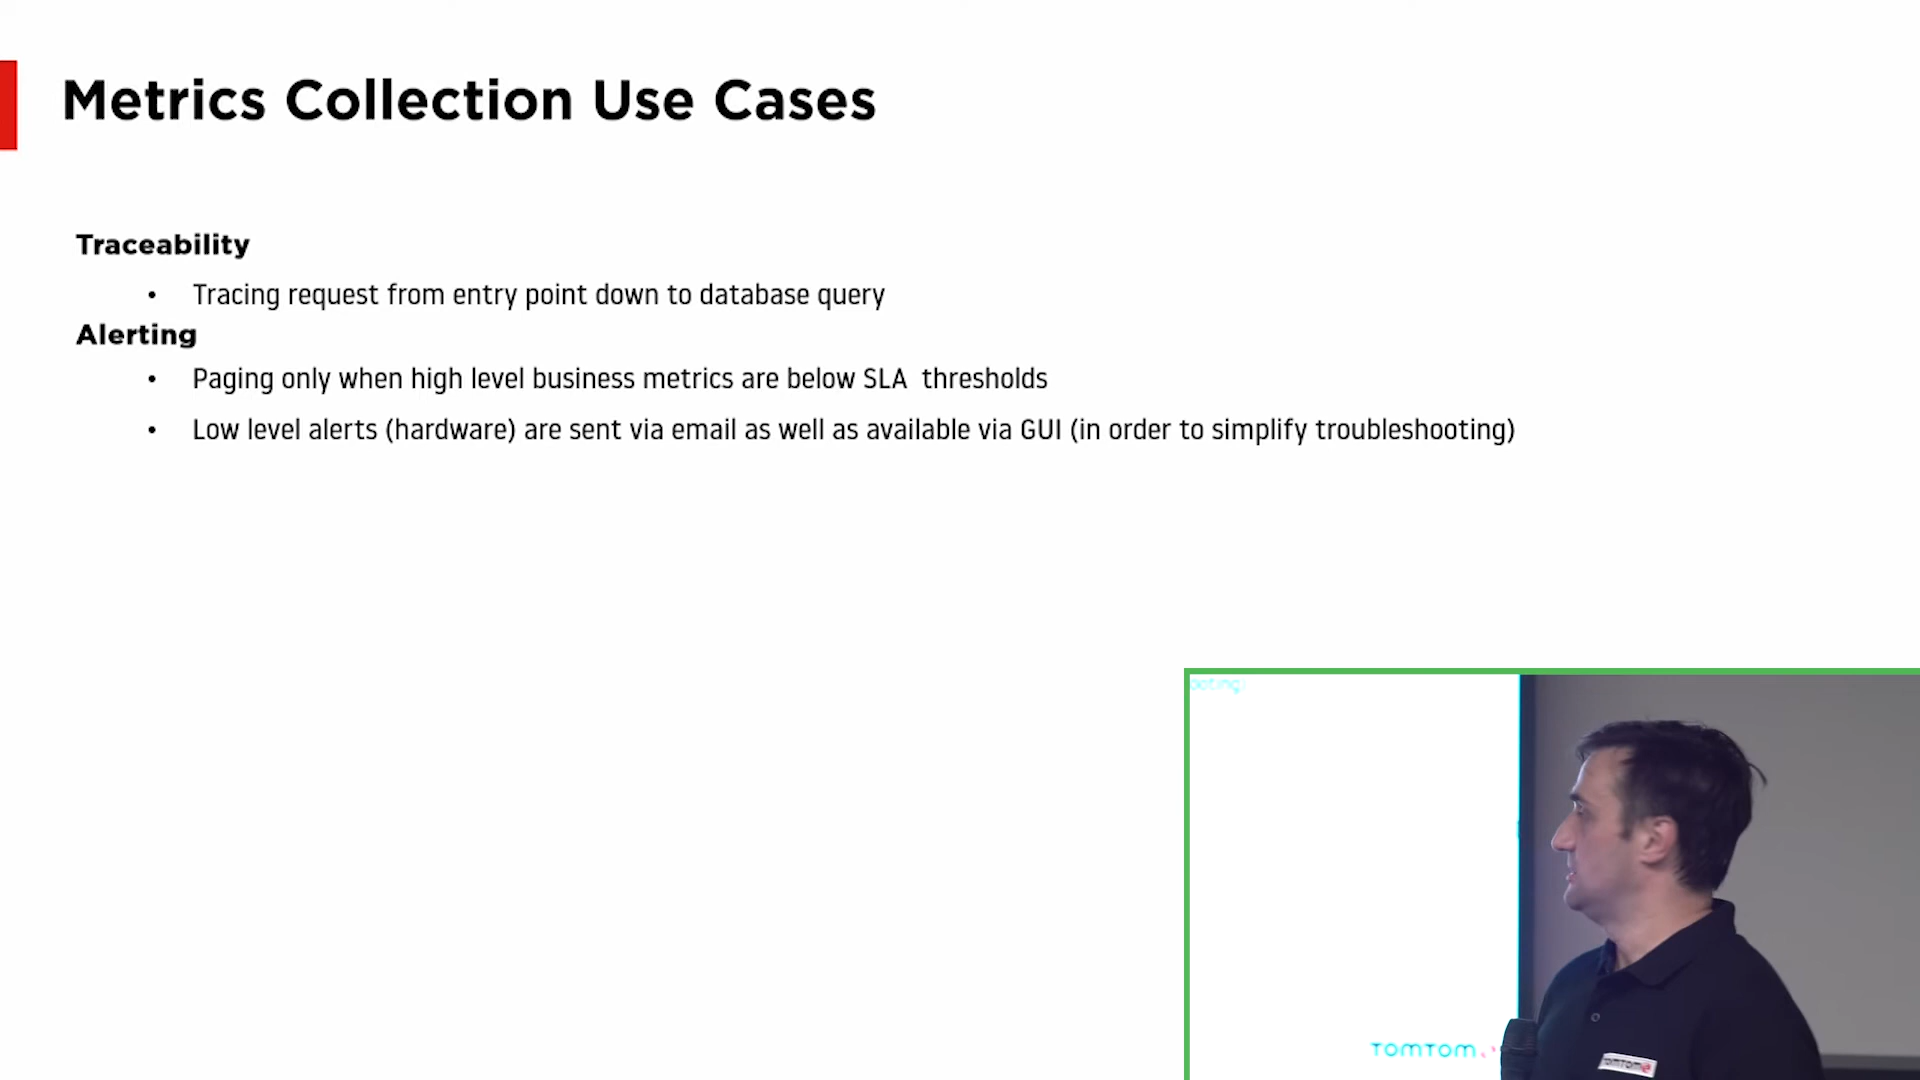 Metrics Collection Use Cases
Traceability
• Tracing request from entry point down to database query
Alerting
• Paging only when high level business metrics are below SLA thresholds
• Low level alerts (hardware) are sent via email as well as available via GUI (in order to simplify troubleshooting)
ooting)
TOMTOM
TOMTOM